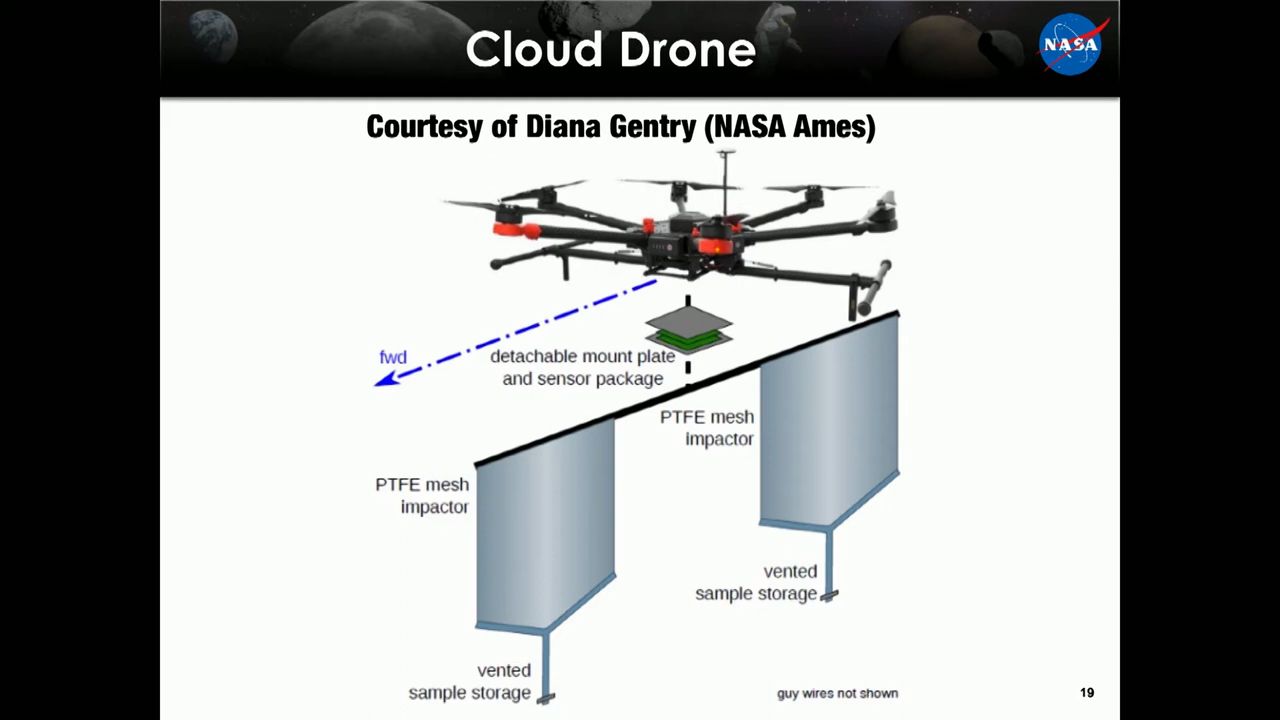 Cloud Drone
NASA
Courtesy of Diana Gentry (NASA Ames)
fwd
detachable mount plate
and sensor package
PTFE mesh
impactor
PTFE mesh
impactor
vented
sample storage
vented
sample storage
guy wires not shown
19